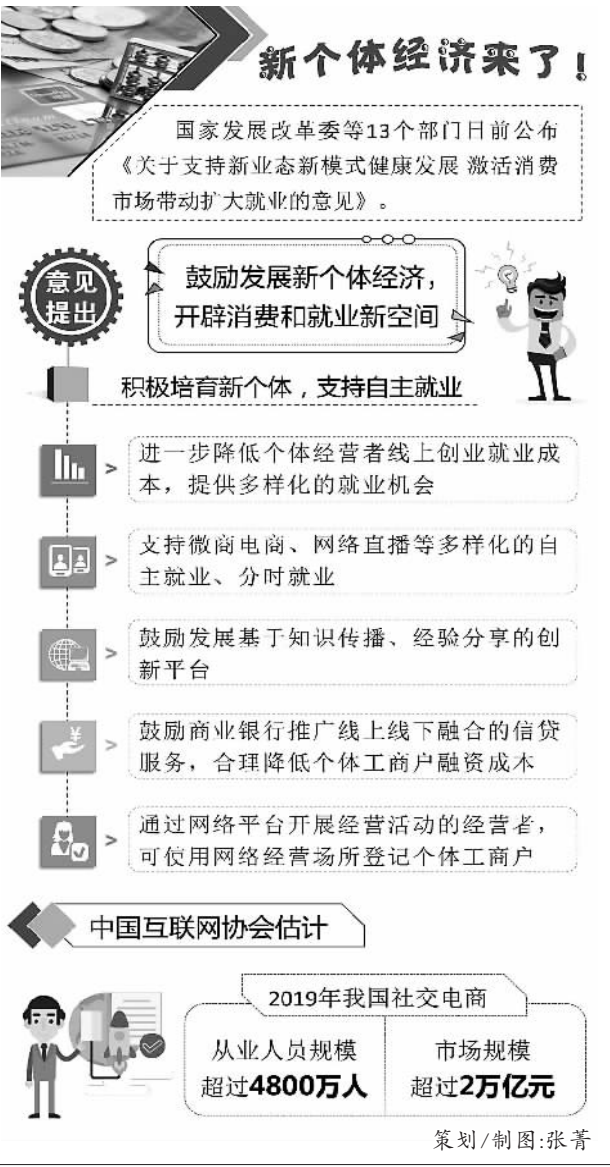 新个体经济来了！
国家发展改革委等13个部门日前公布
《关于支持新业态新模式健康发展 激活消费
市场带动扩大就业的意见》。
意见
提出
鼓励发展新个体经济，
开辟消费和就业新空间
积极培育新个体，支持自主就业
进一步降低个体经营者线上创业就业成
本，提供多样化的就业机会
支持微商电商、网络直播等多样化的自
主就业、分时就业
鼓励发展基于知识传播、经验分享的创
新平台
¥
鼓励商业银行推广线上线下融合的信贷
服务，合理降低个体工商户融资成本
通过网络平台开展经营活动的经营者，
可使用网络经营场所登记个体工商户
中国互联网协会估计
2019年我国社交电商
从业人员规模
超过4800万人
市场规模
超过2万亿元
策划/制图:张菁